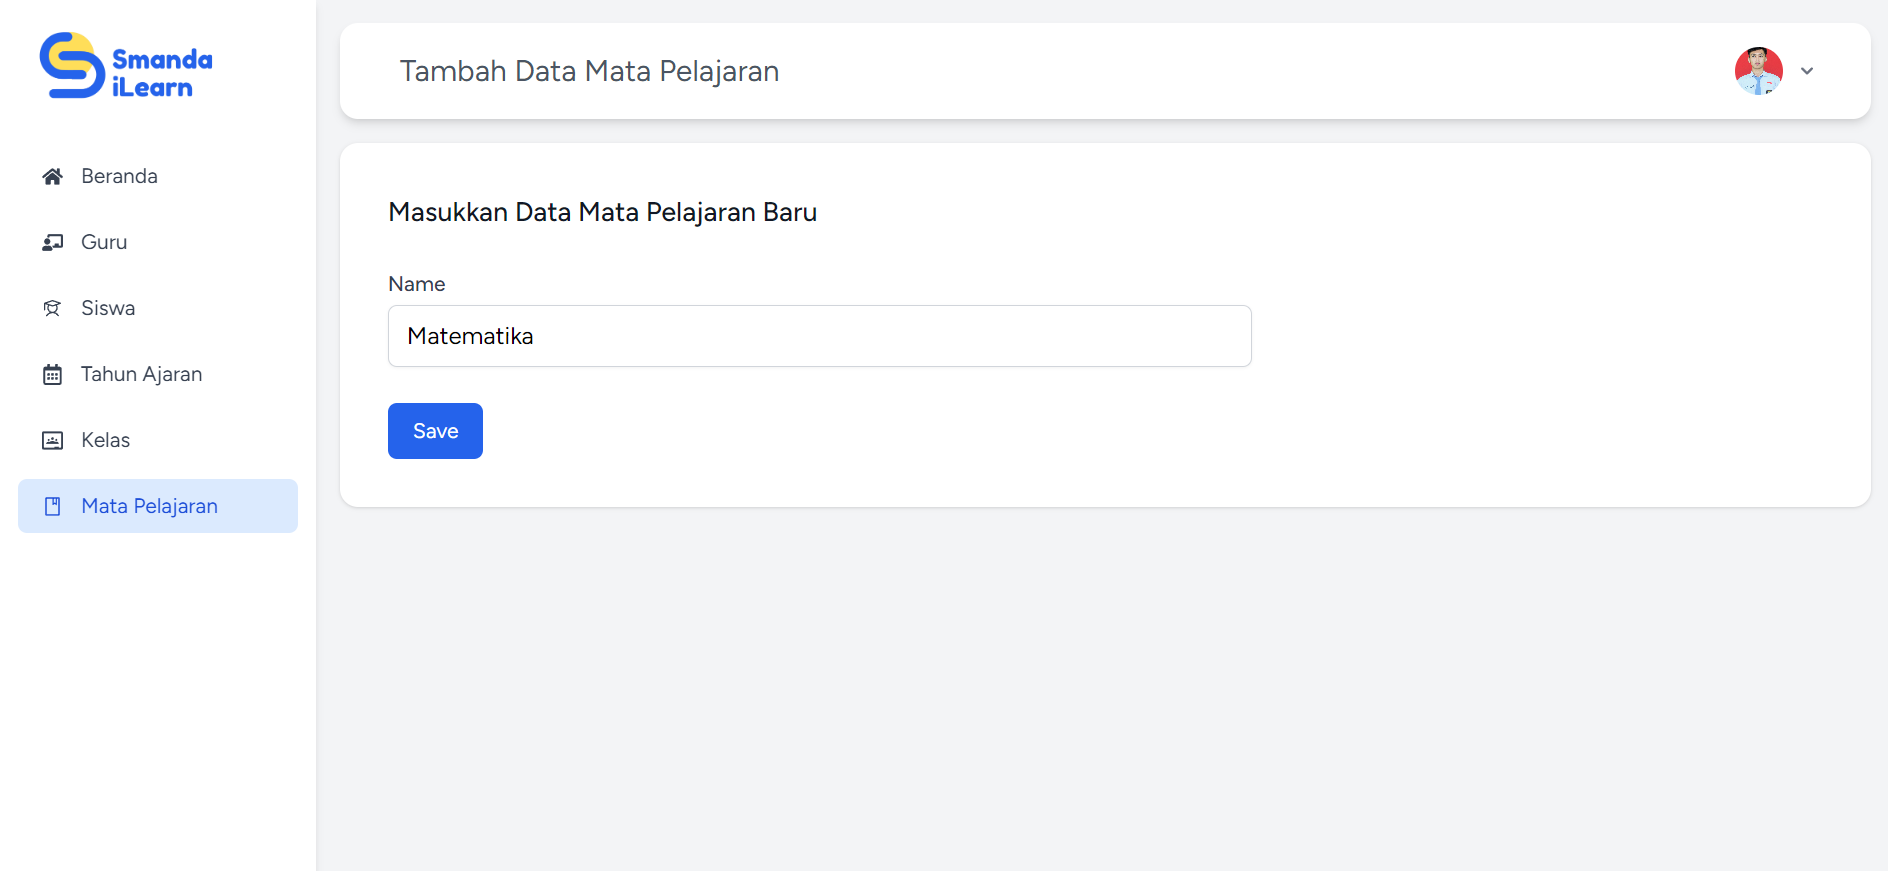 Smanda
iLearn
Beranda
Guru
Siswa
Tahun Ajaran
Kelas
Mata Pelajaran
Tambah Data Mata Pelajaran
Masukkan Data Mata Pelajaran Baru
Name
Matematika
Save